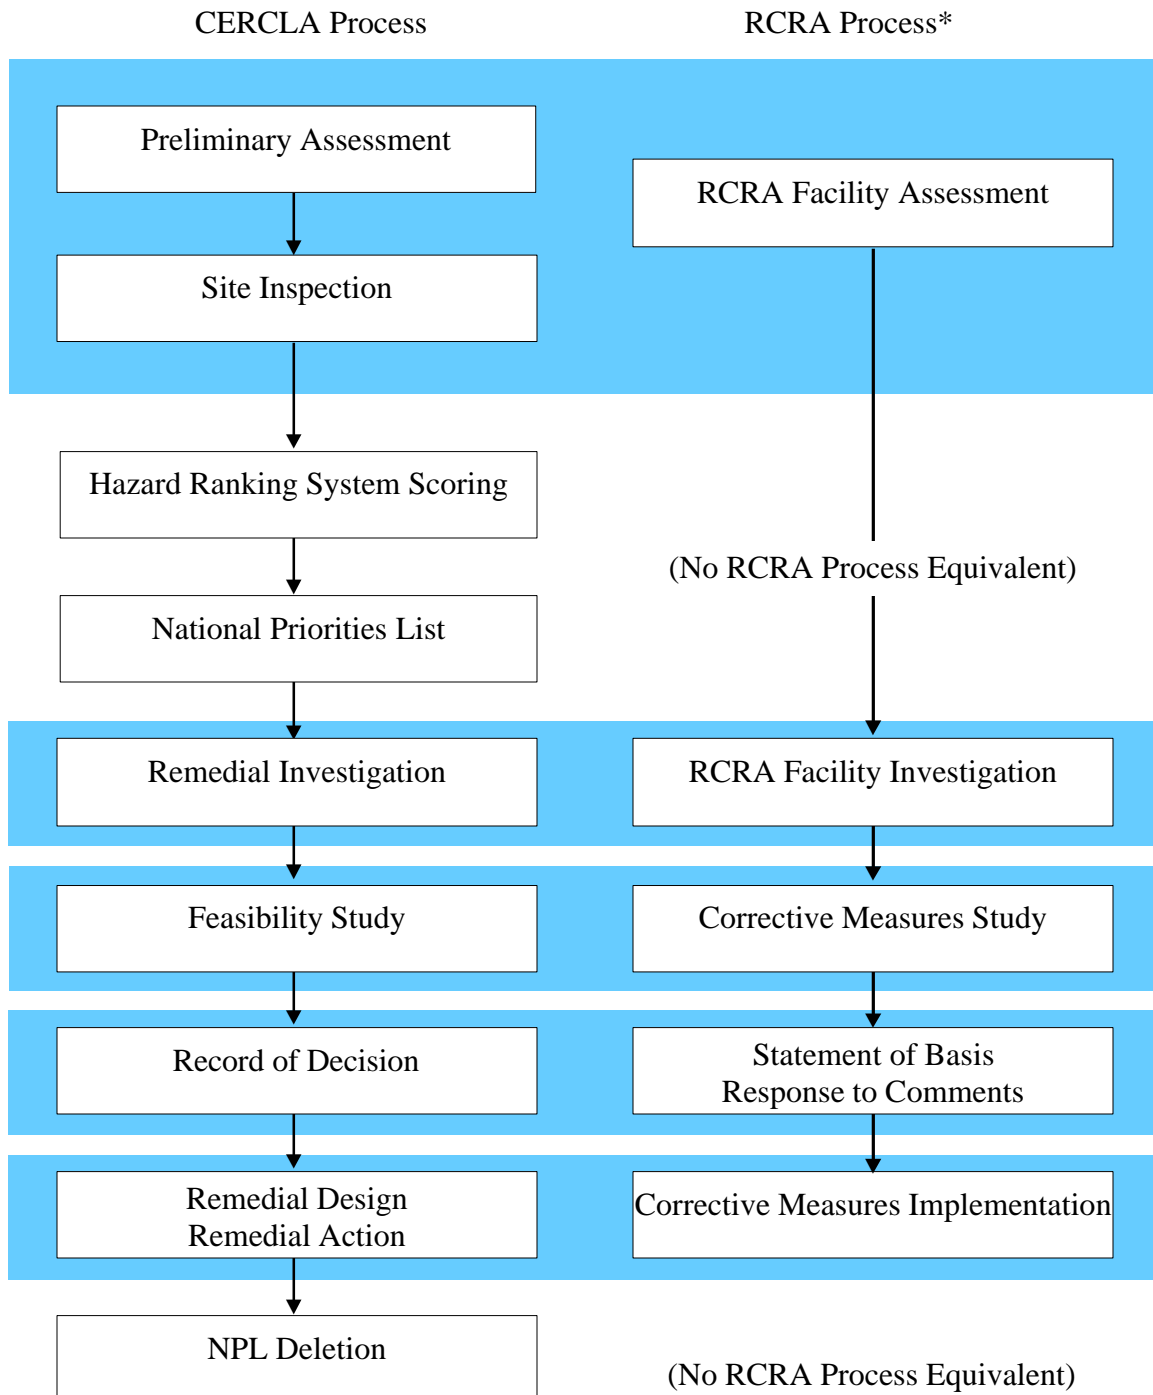 CERCLA Process
RCRA Process*
Preliminary Assessment
RCRA Facility Assessment
Site Inspection
Hazard Ranking System Scoring
(No RCRA Process Equivalent)
National Priorities List
Remedial Investigation
RCRA Facility Investigation
Feasibility Study
Corrective Measures Study
Record of Decision
Statement of Basis
Response to Comments
Remedial Design
Remedial Action
Corrective Measures Implementation
NPL Deletion
(No RCRA Process Equivalent)